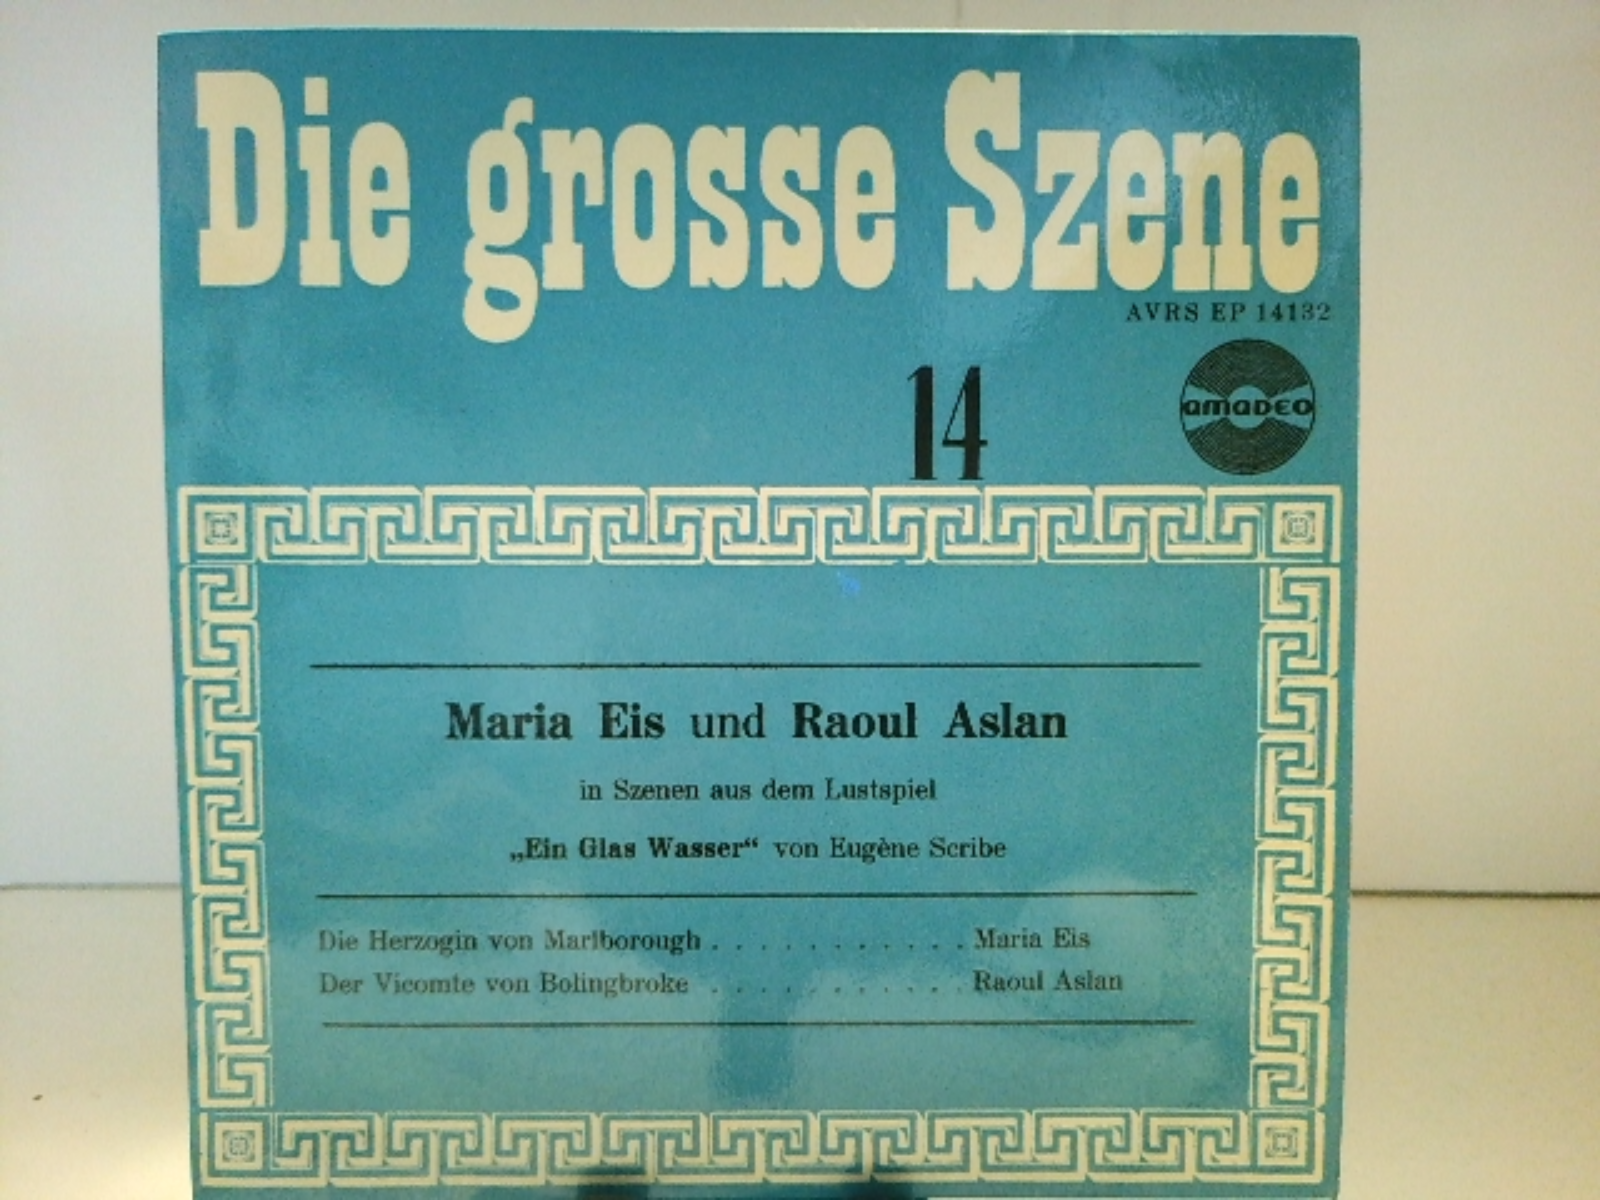 Die grosse Szene
AVRS EP 14132
14
amadeo
Maria Eis und Raoul Aslan
in Szenen aus dem Lustspiel
„Ein Glas Wasser“ von Eugène Scribe
Die Herzogin von Marlborough . . . . . . . . . . . Maria Eis
Der Vicomte von Bolingbroke . . . . . . . . . . . Raoul Aslan